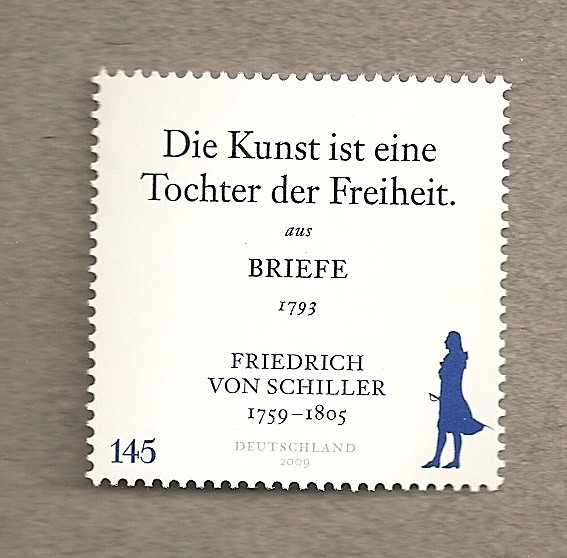 Die Kunst ist eine
Tochter der Freiheit.
aus
BRIEFE
1793
FRIEDRICH
VON SCHILLER
1759–1805
145
DEUTSCHLAND
2009